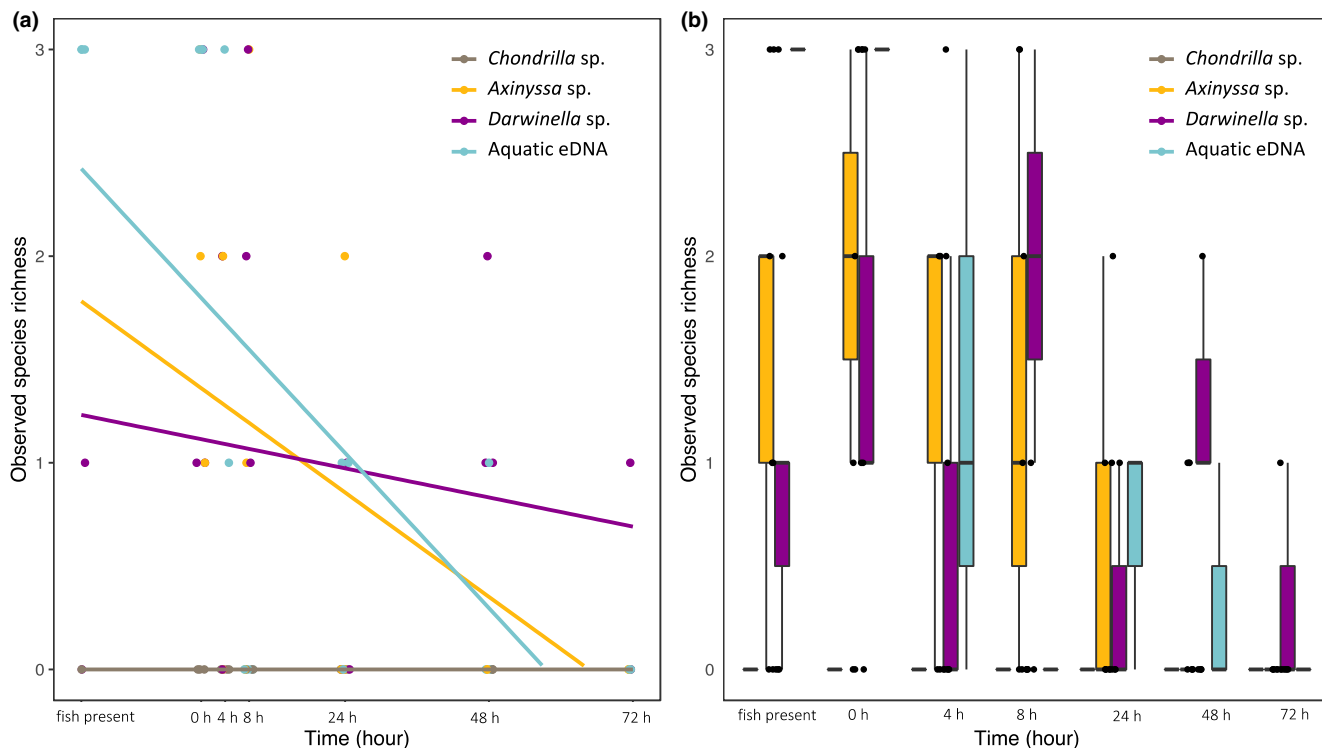 (a)
Observed species richness
3
2
1
0
Chondrilla sp.
Axinyssa sp.
Darwinella sp.
Aquatic eDNA
fish present 0 h 4 h 8 h 24 h 48 h 72 h
Time (hour)
(b)
Observed species richness
3
2
1
0
Chondrilla sp.
Axinyssa sp.
Darwinella sp.
Aquatic eDNA
fish present 0 h 4 h 8 h 24 h 48 h 72 h
Time (hour)